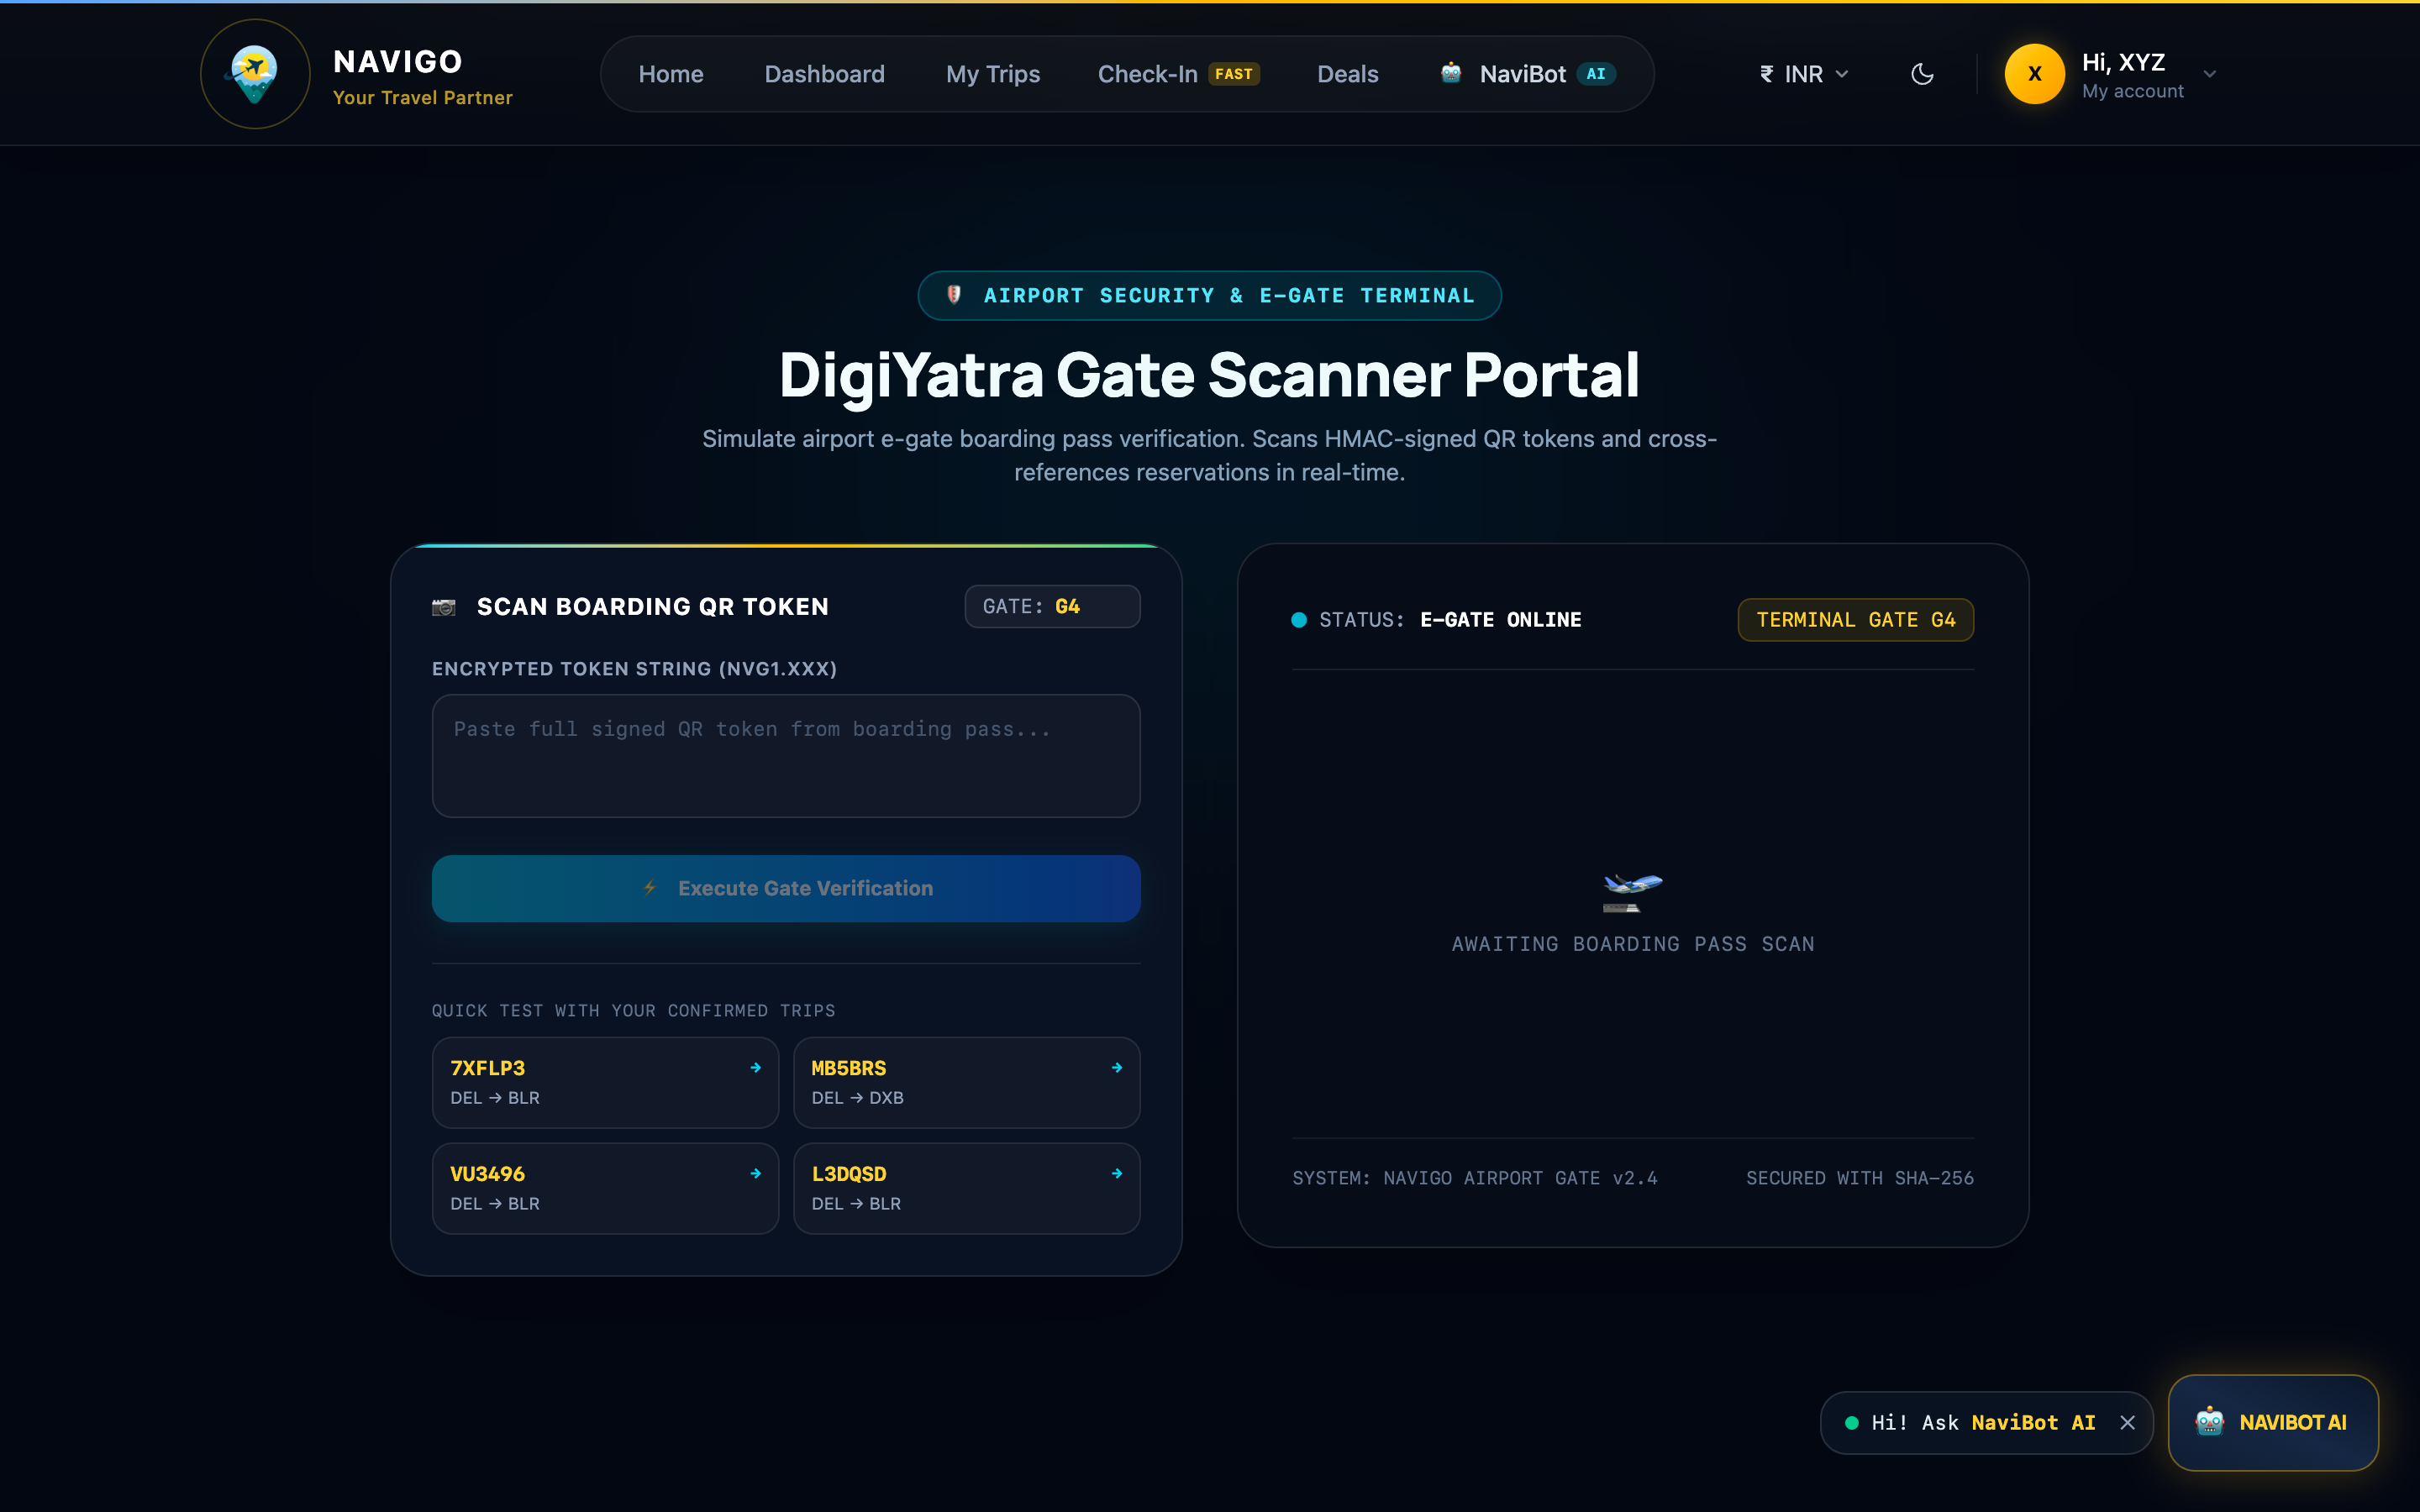 NAVIGO
Your Travel Partner
Home
Dashboard
My Trips
Check-In FAST
Deals
NaviBot AI
₹ INR
X
Hi, XYZ
My account
AIRPORT SECURITY & E-GATE TERMINAL
DigiYatra Gate Scanner Portal
Simulate airport e-gate boarding pass verification. Scans HMAC-signed QR tokens and cross-
references reservations in real-time.
SCAN BOARDING QR TOKEN
GATE: G4
ENCRYPTED TOKEN STRING (NVG1.XXX)
Paste full signed QR token from boarding pass...
Execute Gate Verification
QUICK TEST WITH YOUR CONFIRMED TRIPS
7XFLP3 →
DEL → BLR
MB5BRS →
DEL → DXB
VU3496 →
DEL → BLR
L3DQSD →
DEL → BLR
STATUS: E-GATE ONLINE
TERMINAL GATE G4
AWAITING BOARDING PASS SCAN
SYSTEM: NAVIGO AIRPORT GATE v2.4
SECURED WITH SHA-256
Hi! Ask NaviBot AI
NAVIBOT AI